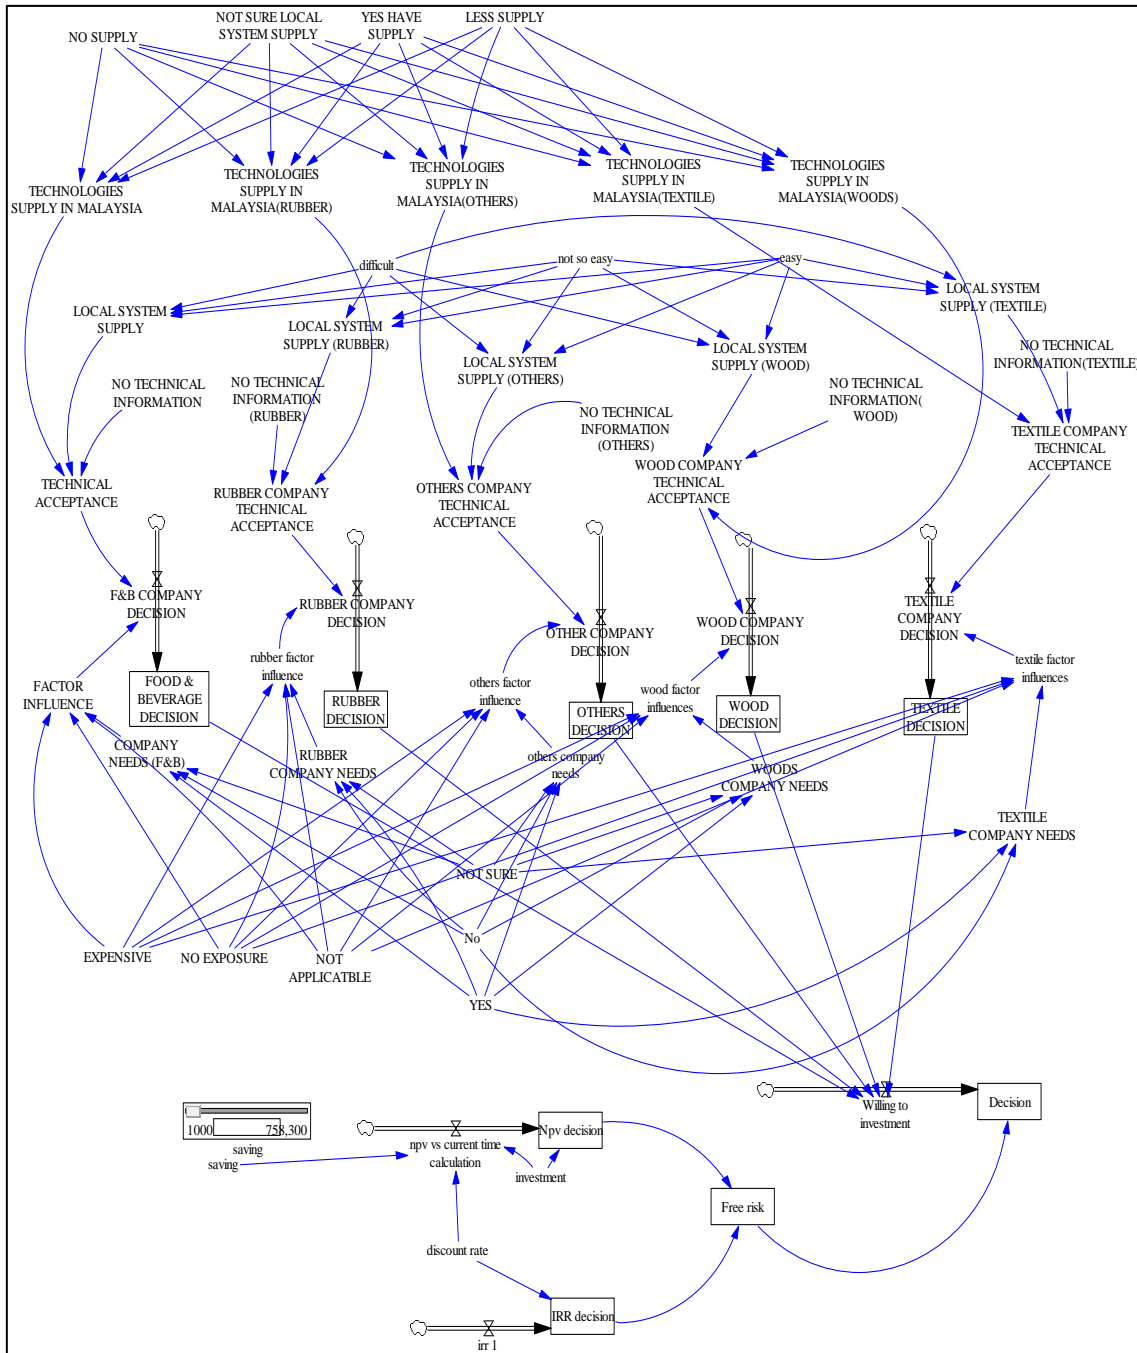 NO SUPPLY
NOT SURE LOCAL
SYSTEM SUPPLY
YES HAVE
SUPPLY
LESS SUPPLY
TECHNOLOGIES
SUPPLY IN MALAYSIA
TECHNOLOGIES
SUPPLY IN
MALAYSIA(RUBBER)
TECHNOLOGIES
SUPPLY IN
MALAYSIA(OTHERS)
TECHNOLOGIES
SUPPLY IN
MALAYSIA(TEXTILE)
TECHNOLOGIES
SUPPLY IN
MALAYSIA(WOODS)
difficult
not so easy
easy
LOCAL SYSTEM
SUPPLY
LOCAL SYSTEM
SUPPLY (RUBBER)
LOCAL SYSTEM
SUPPLY (OTHERS)
LOCAL SYSTEM
SUPPLY (WOOD)
LOCAL SYSTEM
SUPPLY (TEXTILE)
NO TECHNICAL
INFORMATION
NO TECHNICAL
INFORMATION
(RUBBER)
NO TECHNICAL
INFORMATION
(OTHERS)
NO TECHNICAL
INFORMATION(
WOOD)
NO TECHNICAL
INFORMATION(TEXTILE)
TECHNICAL
ACCEPTANCE
RUBBER COMPANY
TECHNICAL
ACCEPTANCE
OTHERS COMPANY
TECHNICAL
ACCEPTANCE
WOOD COMPANY
TECHNICAL
ACCEPTANCE
TEXTILE COMPANY
TECHNICAL
ACCEPTANCE
F&B COMPANY
DECISION
RUBBER COMPANY
DECISION
OTHER COMPANY
DECISION
WOOD COMPANY
DECISION
TEXTILE
COMPANY
DECISION
FACTOR
INFLUENCE
FOOD &
BEVERAGE
DECISION
rubber factor
influence
RUBBER
DECISION
others factor
influence
OTHERS
DECISION
wood factor
influences
WOOD
DECISION
TEXTILE
DECISION
textile factor
influences
COMPANY
NEEDS (F&B)
RUBBER
COMPANY NEEDS
others company
needs
WOODS
COMPANY NEEDS
TEXTILE
COMPANY NEEDS
NOT SURE
EXPENSIVE
NO EXPOSURE
NOT
APPLICATBLE
No
YES
Willing to
investment
Decision
1000
758,300
saving
saving
npv vs current time
calculation
Npv decision
investment
Free risk
discount rate
IRR decision
irr 1